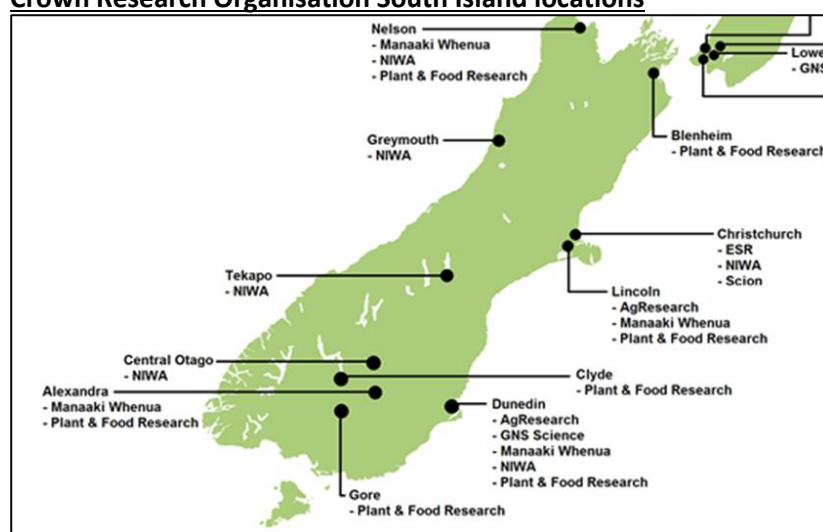 Crown Research Organisation South Island locations
Nelson
- Manaaki Whenua
- NIWA
- Plant & Food Research
Lowe
- GNS
Greymouth
- NIWA
Blenheim
- Plant & Food Research
Christchurch
- ESR
- NIWA
- Scion
Tekapo
- NIWA
Lincoln
- AgResearch
- Manaaki Whenua
- Plant & Food Research
Central Otago
- NIWA
Clyde
- Plant & Food Research
Alexandra
- Manaaki Whenua
- Plant & Food Research
Dunedin
- AgResearch
- GNS Science
- Manaaki Whenua
- NIWA
- Plant & Food Research
Gore
- Plant & Food Research